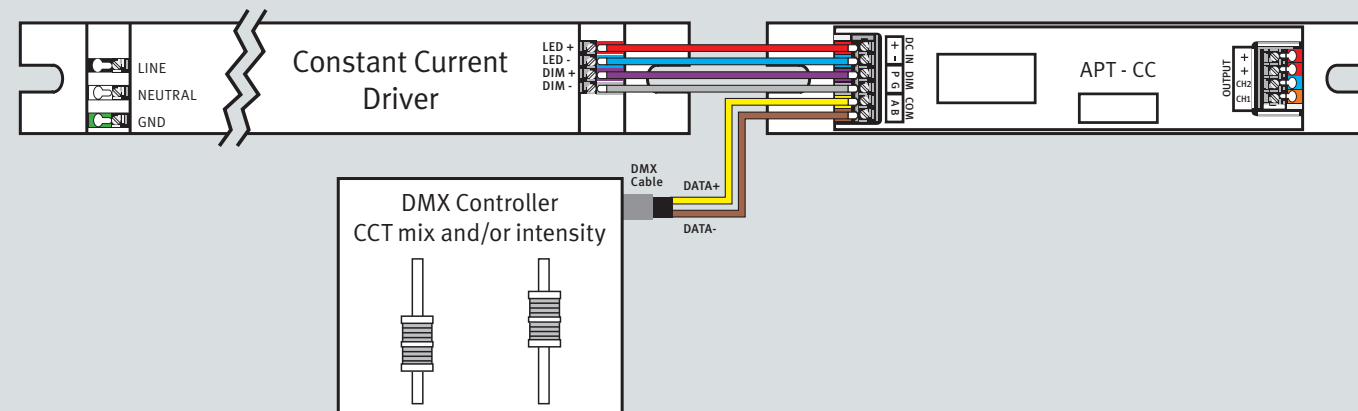 LINE
NEUTRAL
GND
Constant Current
Driver
LED +
LED -
DIM +
DIM -
+ - P G A B
DC IN DIM COM
APT - CC
OUTPUT
+
+
CH2
CH1
DMX
Cable
DATA+
DATA-
DMX Controller
CCT mix and/or intensity